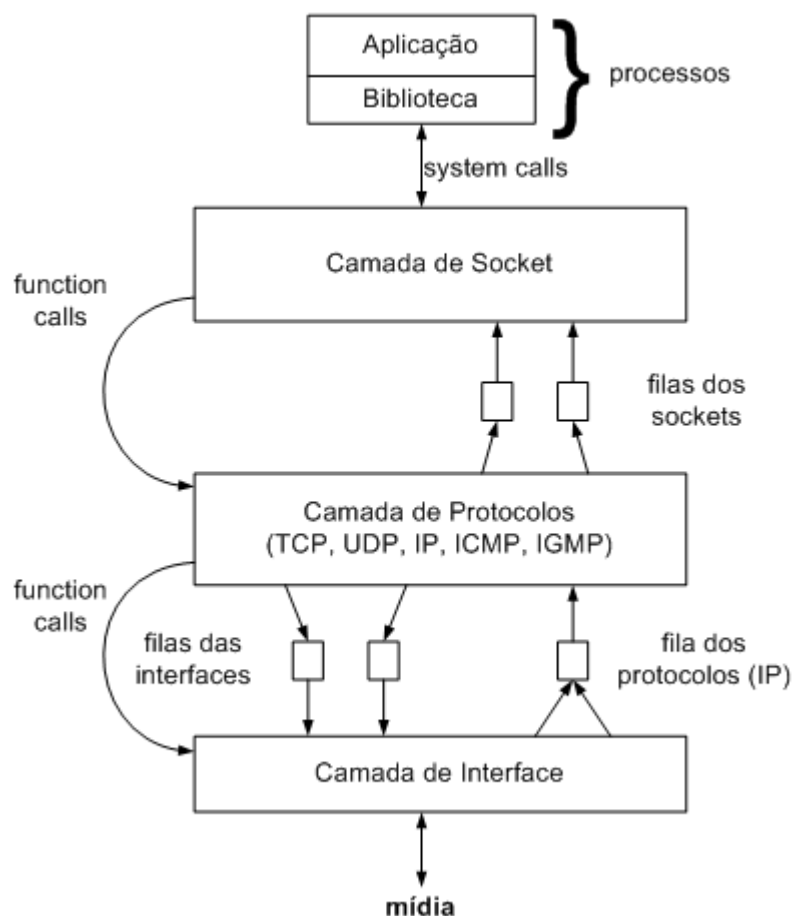 Aplicação
Biblioteca
processos
system calls
Camada de Socket
function
calls
filas dos
sockets
Camada de Protocolos
(TCP, UDP, IP, ICMP, IGMP)
function
calls
filas das
interfaces
fila dos
protocolos (IP)
Camada de Interface
mídia